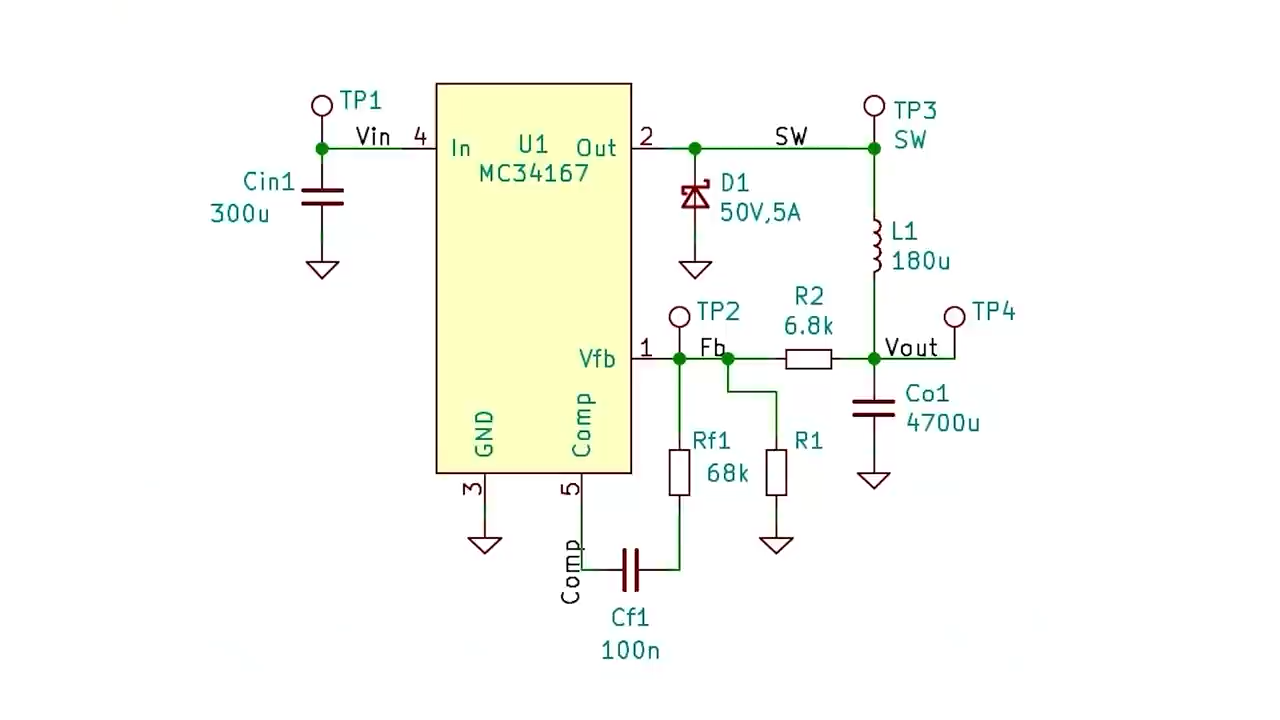 TP1
TP3
Vin
4
In
U1
Out
2
SW
SW
MC34167
Cin1
300u
D1
50V,5A
L1
180u
R2
6.8k
TP2
TP4
Vfb
1
Fb
Vout
Co1
4700u
GND
Comp
Rf1
68k
R1
3
5
Comp
Cf1
100n